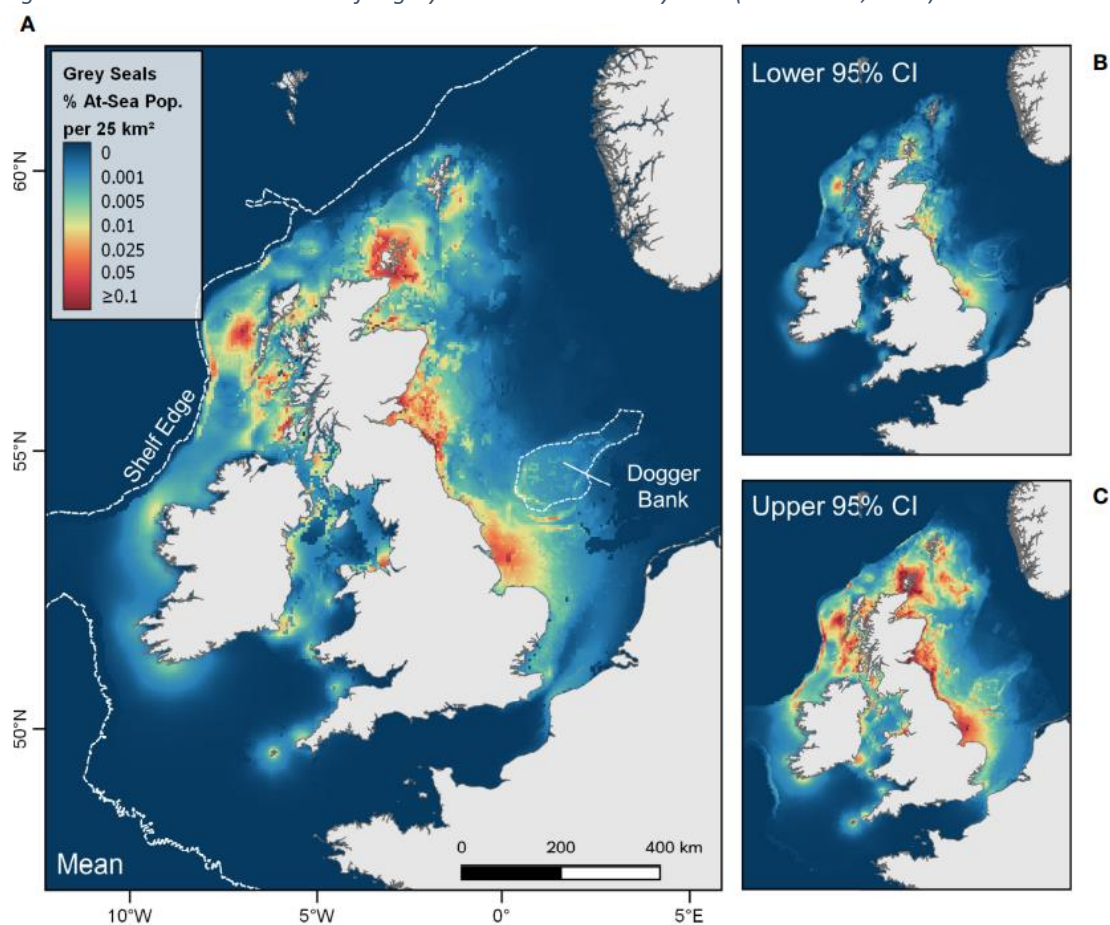 A
Grey Seals
% At-Sea Pop.
per 25 km²
0
0.001
0.005
0.01
0.025
0.05
≥0.1
60°N
55°N
50°N
Shelf Edge
Dogger
Bank
Mean
0 200 400 km
10°W 5°W 0° 5°E
Lower 95% CI
B
Upper 95% CI
C